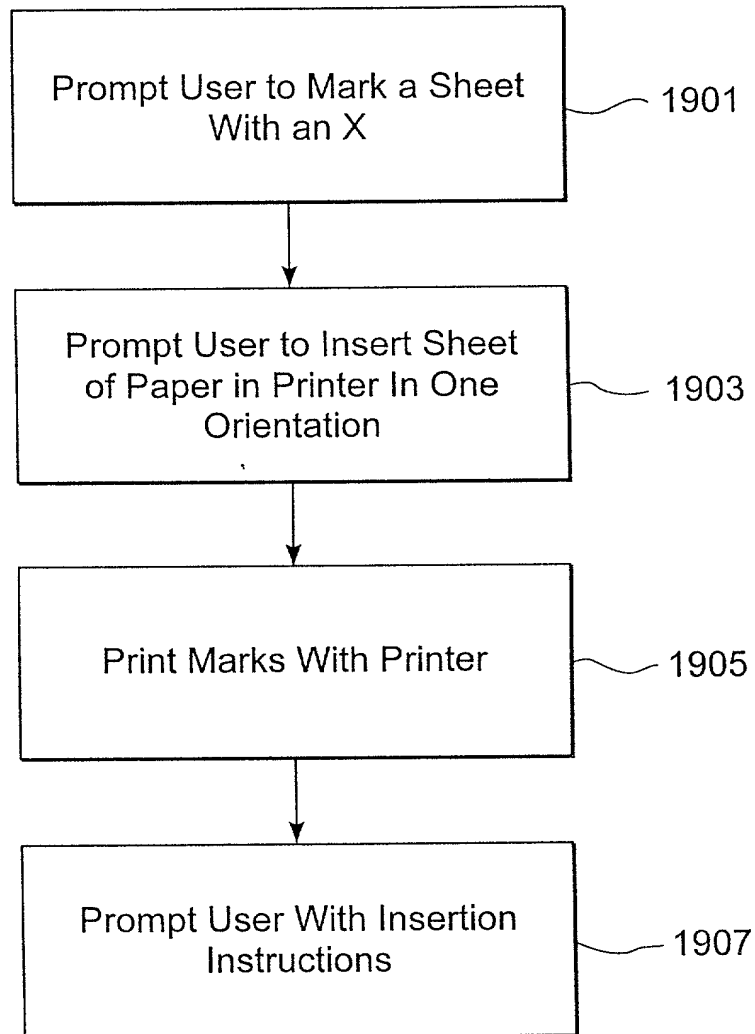 Prompt User to Mark a Sheet
With an X
1901
Prompt User to Insert Sheet
of Paper in Printer In One
Orientation
1903
Print Marks With Printer
1905
Prompt User With Insertion
Instructions
1907